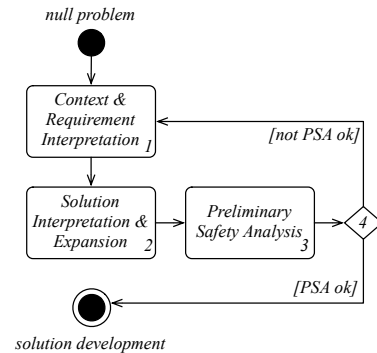 null problem
Context &
Requirement
Interpretation
1
[not PSA ok]
Solution
Interpretation &
Expansion
2
Preliminary
Safety Analysis
3
4
[PSA ok]
solution development